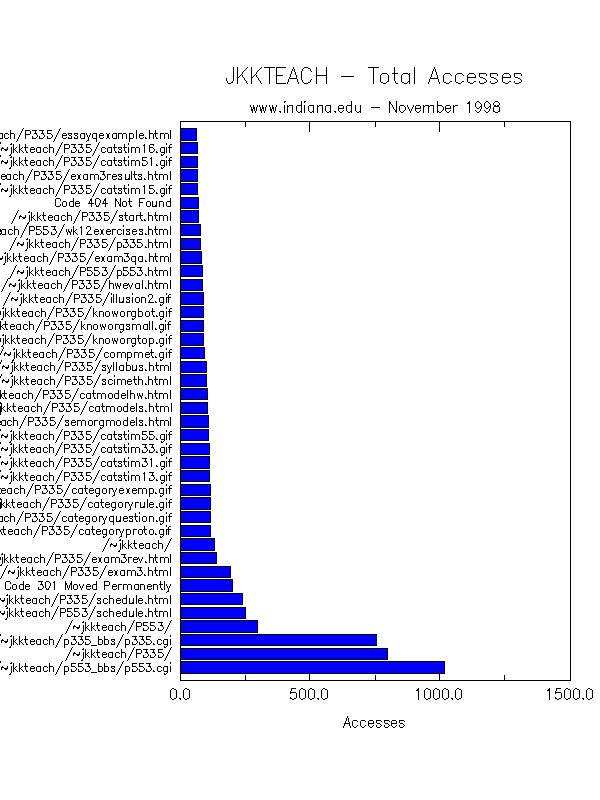 JKKTEACH – Total Accesses
www.indiana.edu – November 1998
ach/P335/essayqexample.html
/~jkkteach/P335/catstim16.gif
/~jkkteach/P335/catstim51.gif
each/P335/exam3results.html
/~jkkteach/P335/catstim15.gif
Code 404 Not Found
/~jkkteach/P335/start.html
ach/P553/wk12exercises.html
/~jkkteach/P335/p335.html
~jkkteach/P335/exam3qa.html
/~jkkteach/P553/p553.html
/~jkkteach/P335/hweval.html
/~jkkteach/P335/illusion2.gif
jkkteach/P335/knoworgbot.gif
kteach/P335/knoworgsmall.gif
jkkteach/P335/knoworgtop.gif
/~jkkteach/P335/compmet.gif
/~jkkteach/P335/syllabus.html
/~jkkteach/P335/scimeth.html
kteach/P335/catmodelhw.html
jkkteach/P335/catmodels.html
ach/P335/semorgmodels.html
/~jkkteach/P335/catstim55.gif
/~jkkteach/P335/catstim33.gif
/~jkkteach/P335/catstim31.gif
/~jkkteach/P335/catstim13.gif
teach/P335/categoryexemp.gif
kkteach/P335/categoryrule.gif
ch/P335/categoryquestion.gif
kteach/P335/categoryproto.gif
/~jkkteach/
jkkteach/P335/exam3rev.html
/~jkkteach/P335/exam3.html
Code 301 Moved Permanently
~jkkteach/P335/schedule.html
~jkkteach/P553/schedule.html
/~jkkteach/P553/
/~jkkteach/p335_bbs/p335.cgi
/~jkkteach/P335/
/~jkkteach/p553_bbs/p553.cgi
0.0 500.0 1000.0 1500.0
Accesses